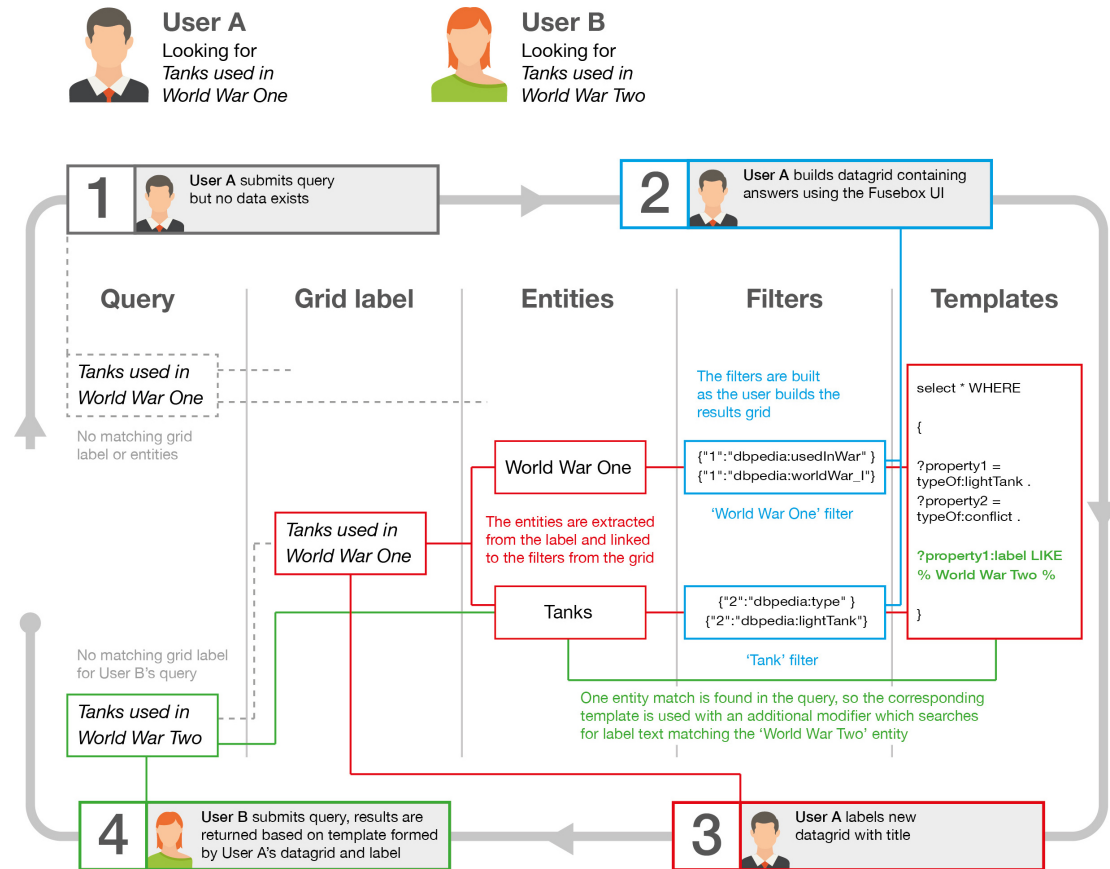 User A
Looking for
Tanks used in
World War One
User B
Looking for
Tanks used in
World War Two
1
User A submits query
but no data exists
2
User A builds datagrid containing
answers using the Fusebox UI
Query
Grid label
Entities
Filters
Templates
Tanks used in
World War One
No matching grid
label or entities
The filters are built
as the user builds the
results grid
World War One
{"1":"dbpedia:usedInWar" }
{"1":"dbpedia:worldWar_I"}
‘World War One’ filter
Tanks used in
World War One
The entities are extracted
from the label and linked
to the filters from the grid
Tanks
{"2":"dbpedia:type" }
{"2":"dbpedia:lightTank"}
‘Tank’ filter
select * WHERE
{
?property1 =
typeOf:lightTank .
?property2 =
typeOf:conflict .
?property1:label LIKE
% World War Two %
}
No matching grid label
for User B's query
Tanks used in
World War Two
One entity match is found in the query, so the corresponding
template is used with an additional modifier which searches
for label text matching the ‘World War Two’ entity
4
User B submits query, results are
returned based on template formed
by User A's datagrid and label
3
User A labels new
datagrid with title